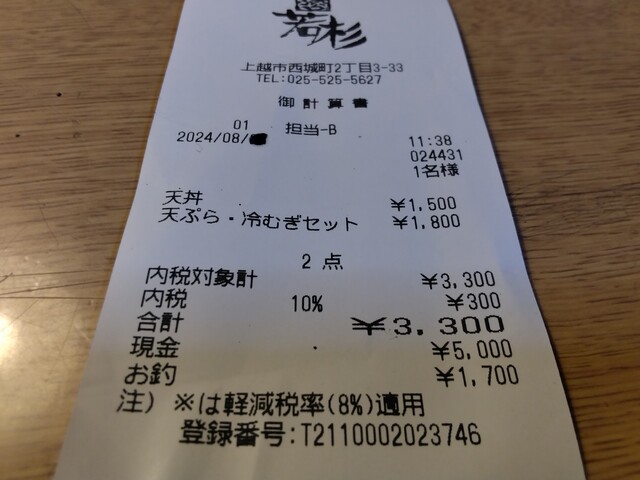 若杉
上越市西城町2丁目3-33
TEL:025-525-5627
御計算書
01 担当-B
2024/08/ 11:38
024431
1名様
天丼 ¥1,500
天ぷら・冷むぎセット ¥1,800
2点
内税対象計 ¥3,300
内税 10% ¥300
合計 ¥3,300
現金 ¥5,000
お釣 ¥1,700
注) ※は軽減税率(8%)適用
登録番号:T2110002023746